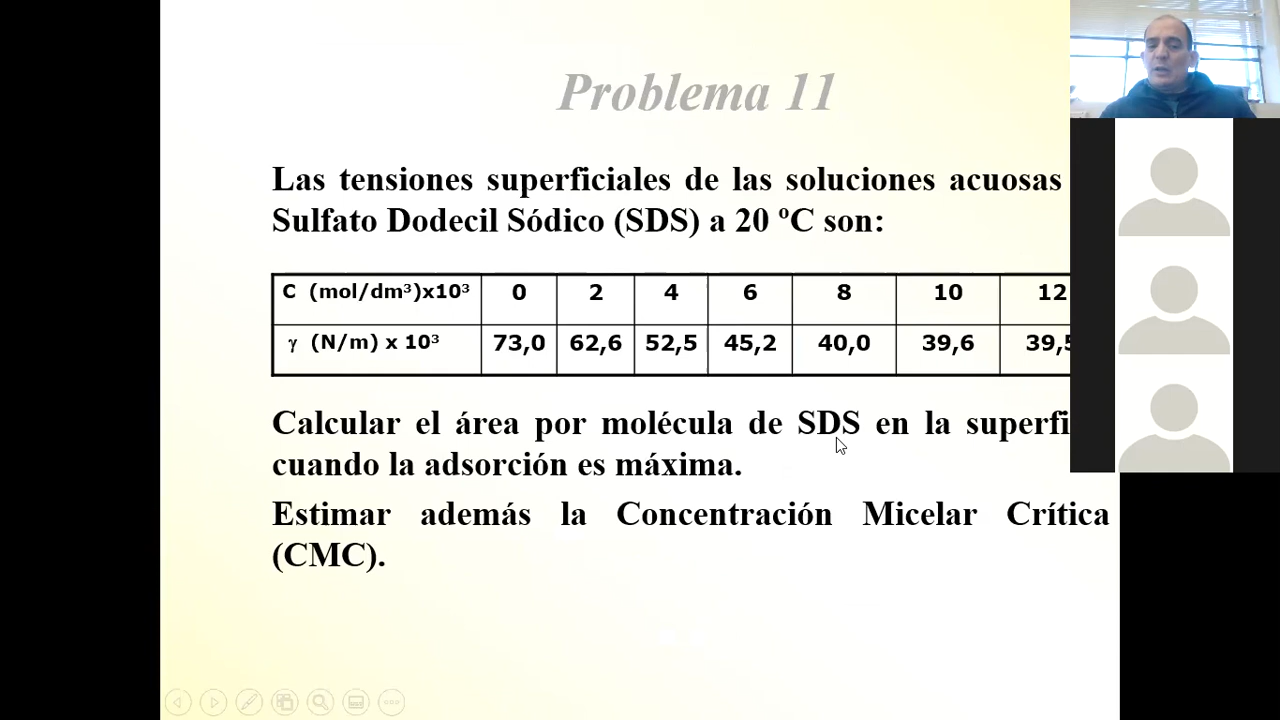 Problema 11
Las tensiones superficiales de las soluciones acuosas
Sulfato Dodecil Sódico (SDS) a 20 ºC son:
C (mol/dm³)x10³ 0 2 4 6 8 10 12
γ (N/m) x 10³ 73,0 62,6 52,5 45,2 40,0 39,6 39,5
Calcular el área por molécula de SDS en la superfi
cuando la adsorción es máxima.
Estimar además la Concentración Micelar Crítica
(CMC).